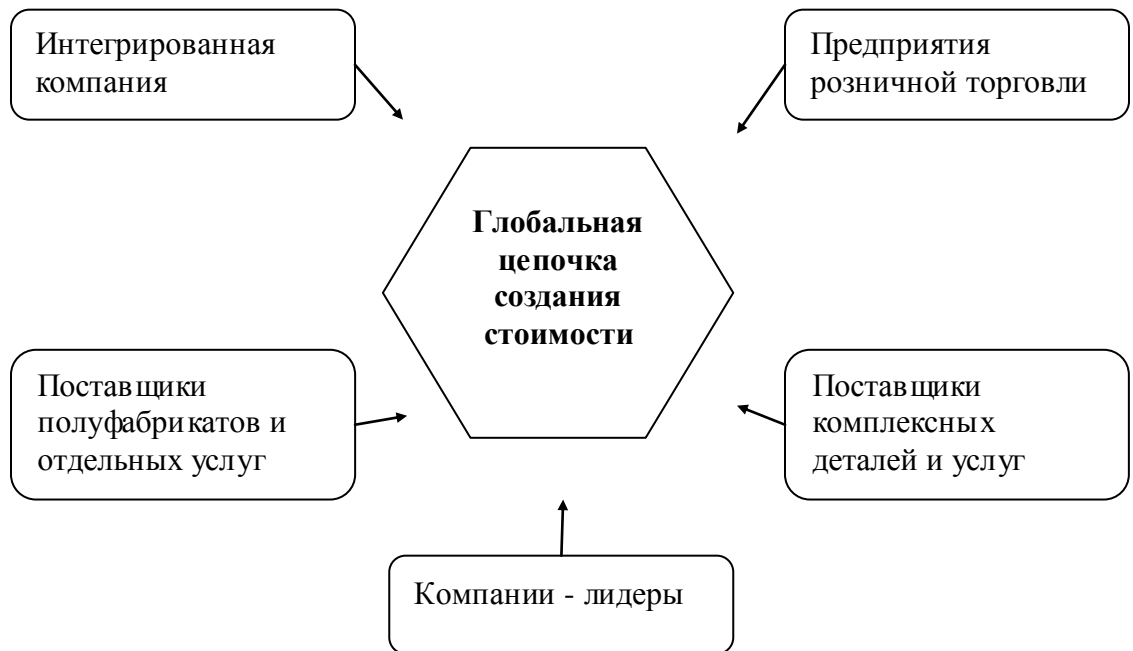 Интегрированная
компания
Предприятия
розничной торговли
Глобальная
цепочка
создания
стоимости
Поставщики
полуфабрикатов и
отдельных услуг
Поставщики
комплексных
деталей и услуг
Компании - лидеры